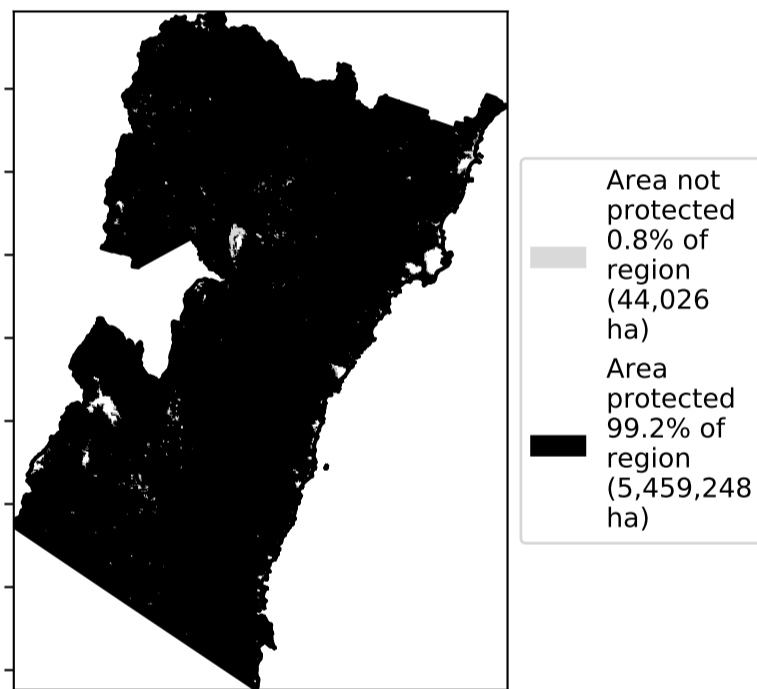 Area not
protected
0.8% of
region
(44,026
ha)
Area
protected
99.2% of
region
(5,459,248
ha)